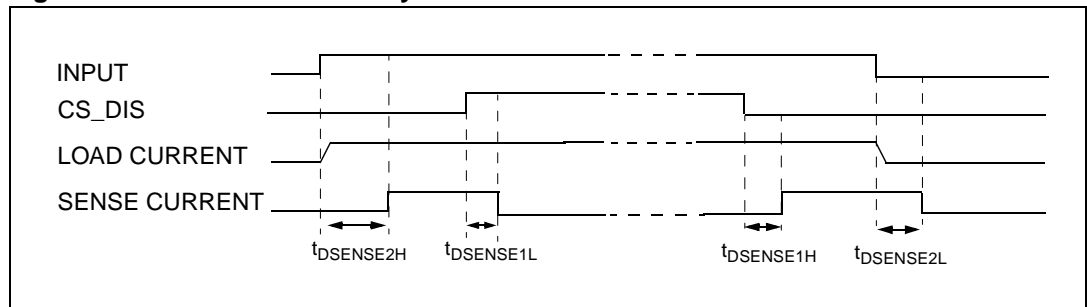 INPUT
CS_DIS
LOAD CURRENT
SENSE CURRENT
tDSENSE2H
tDSENSE1L
tDSENSE1H
tDSENSE2L